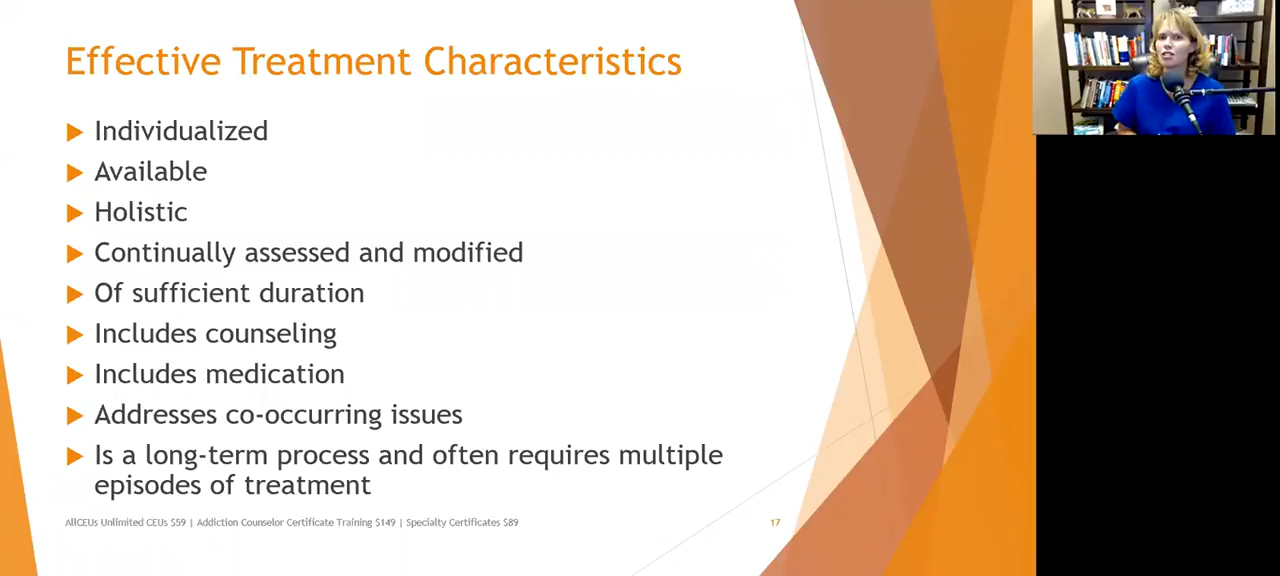 Effective Treatment Characteristics
Individualized
Available
Holistic
Continually assessed and modified
Of sufficient duration
Includes counseling
Includes medication
Addresses co-occurring issues
Is a long-term process and often requires multiple
episodes of treatment
AllCEUs Unlimited CEUs $59 | Addiction Counselor Certificate Training $149 | Specialty Certificates $89
17